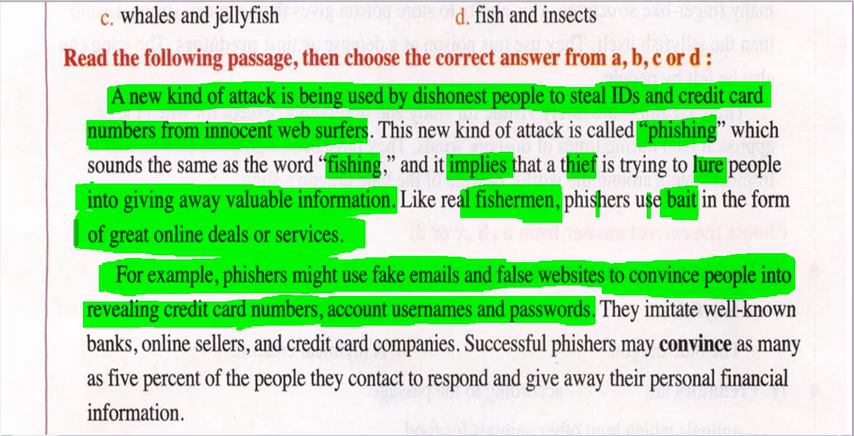 c. whales and jellyfish d. fish and insects
Read the following passage, then choose the correct answer from a, b, c or d :
A new kind of attack is being used by dishonest people to steal IDs and credit card
numbers from innocent web surfers. This new kind of attack is called “phishing” which
sounds the same as the word “fishing,” and it implies that a thief is trying to lure people
into giving away valuable information. Like real fishermen, phishers use bait in the form
of great online deals or services.
For example, phishers might use fake emails and false websites to convince people into
revealing credit card numbers, account usernames and passwords. They imitate well-known
banks, online sellers, and credit card companies. Successful phishers may convince as many
as five percent of the people they contact to respond and give away their personal financial
information.